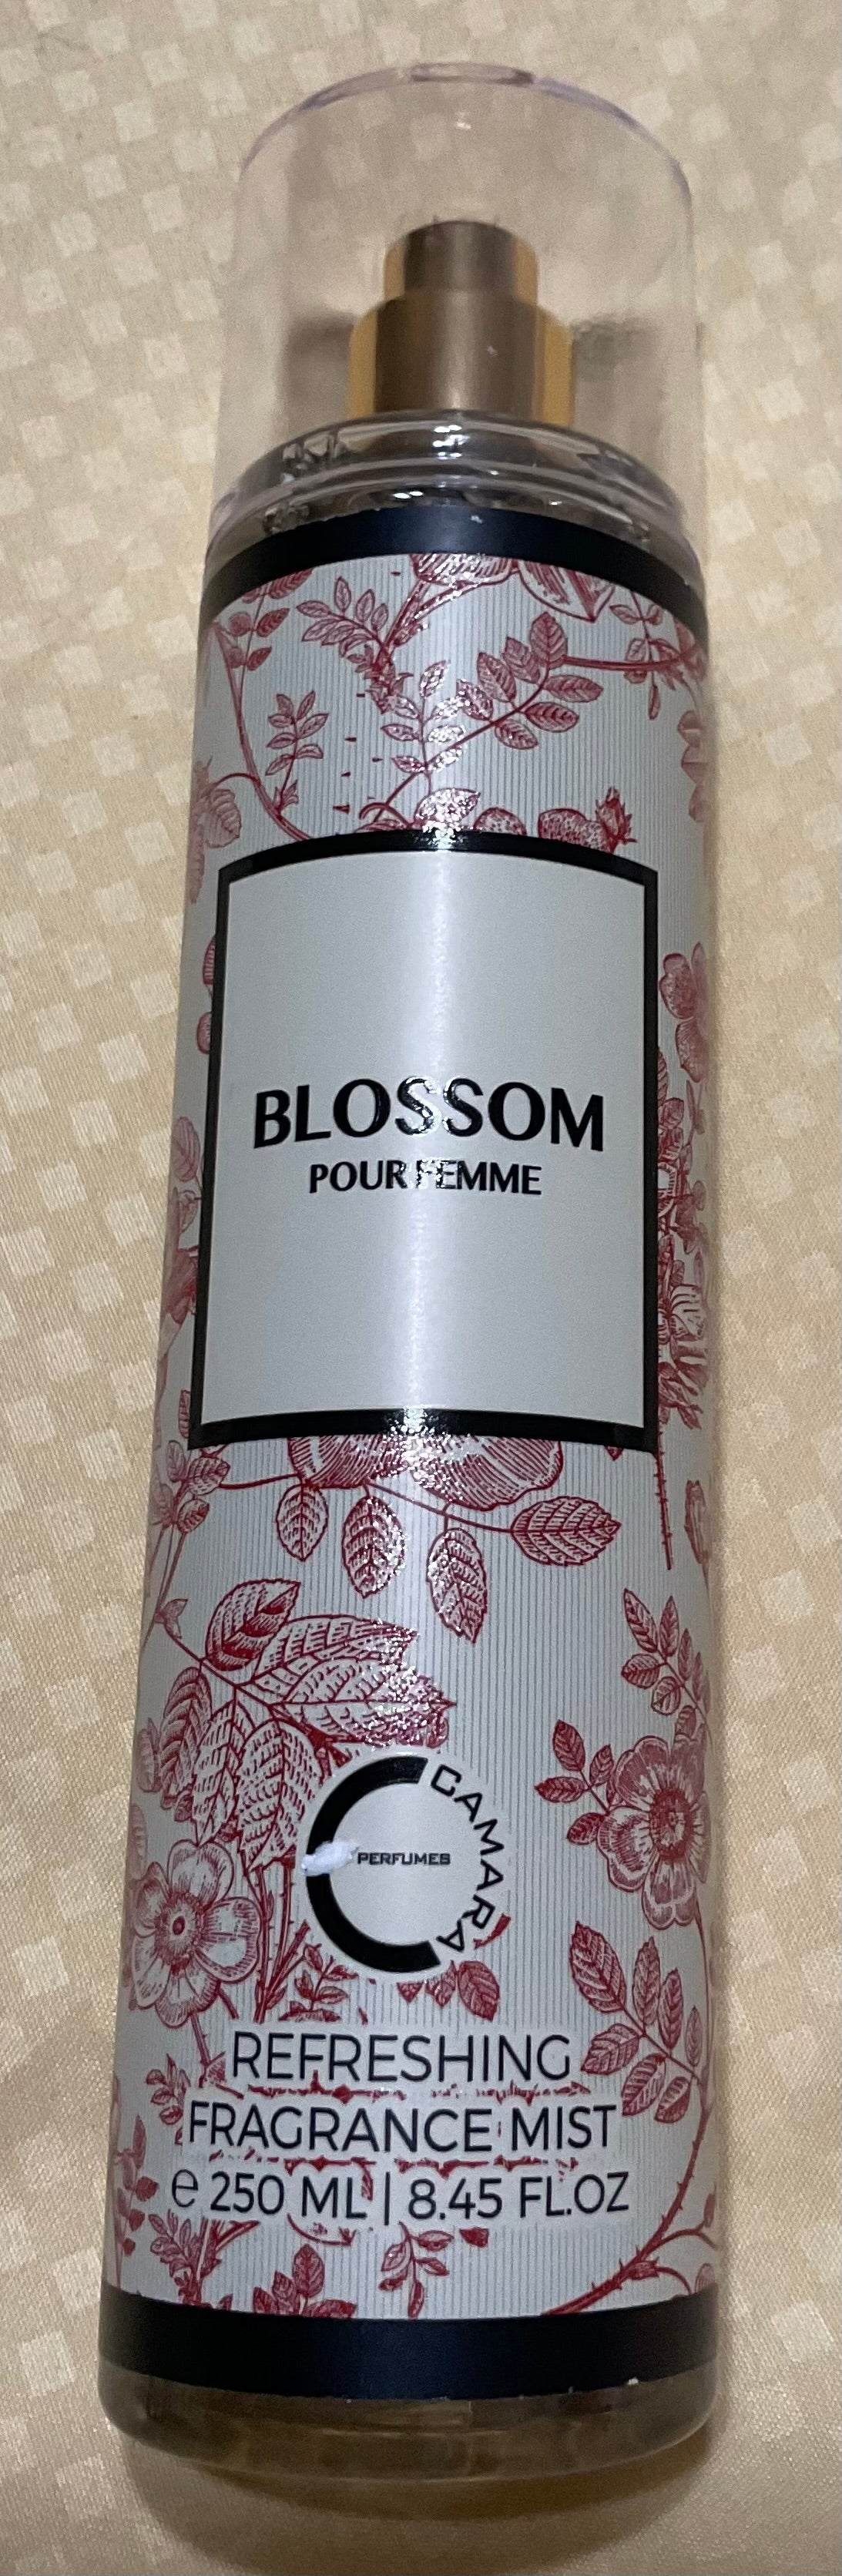 BLOSSOM
POUR FEMME
CAMARA
PERFUMES
REFRESHING
FRAGRANCE MIST
℮ 250 ML | 8.45 FL.OZ